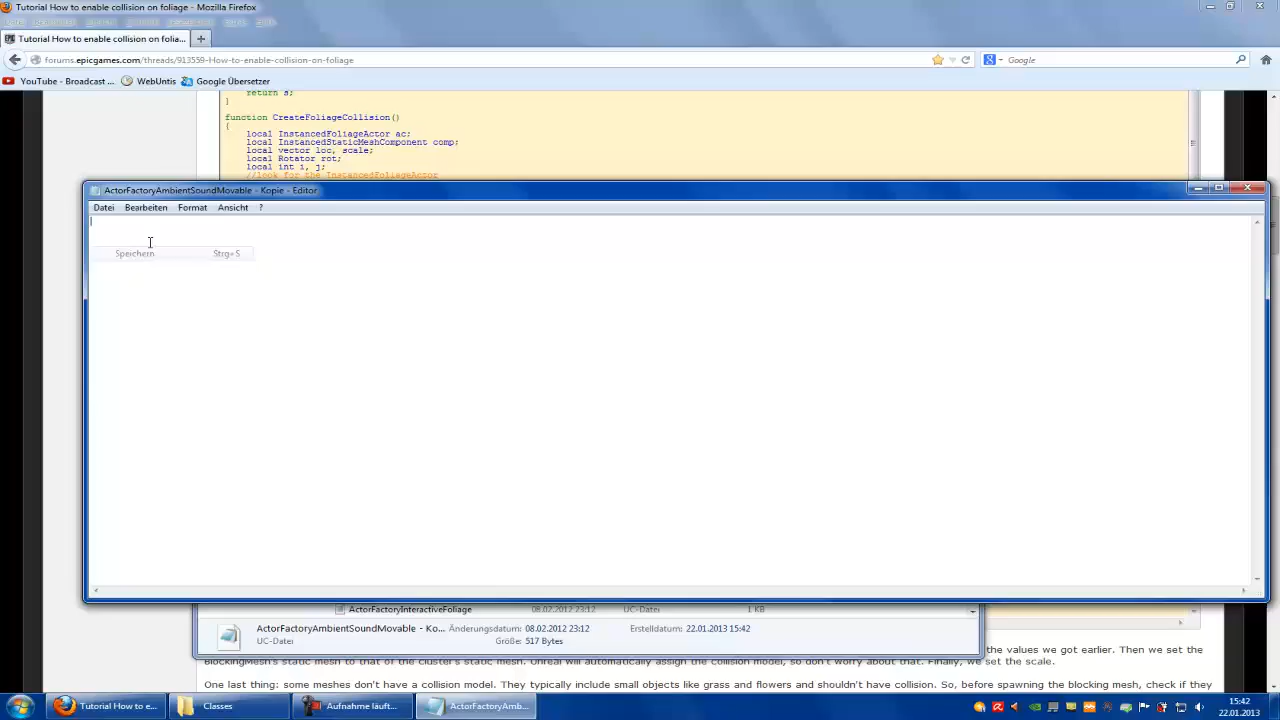 Tutorial How to enable collision on foliage - Mozilla Firefox
Tutorial How to enable collision on folia...
forums.epicgames.com/threads/913559-How-to-enable-collision-on-foliage
Google
YouTube - Broadcast ... WebUntis Google Übersetzer
return s;
}
function CreateFoliageCollision()
{
local InstancedFoliageActor ac;
local InstancedStaticMeshComponent comp;
local vector loc, scale;
local Rotator rot;
local int i, j;
//look for the InstancedFoliageActor
ActorFactoryAmbientSoundMovable - Kopie - Editor
Datei Bearbeiten Format Ansicht ?
Speichern Strg+S
ActorFactoryInteractiveFoliage 08.02.2012 23:12 UC-Datei 1 KB
ActorFactoryAmbientSoundMovable - Ko... Änderungsdatum: 08.02.2012 23:12 Erstelldatum: 22.01.2013 15:42
UC-Datei Größe: 517 Bytes
the values we got earlier. Then we set the
BlockingMesh's static mesh to that of the cluster's static mesh. Unreal will automatically assign the collision model, so don't worry about that. Finally, we set the scale.
One last thing: some meshes don't have a collision model. They typically include small objects like grass and flowers and shouldn't have collision. So, before spawning the blocking mesh, check if they
Tutorial How to e... Classes Aufnahme läuft... ActorFactoryAmb...
15:42
22.01.2013